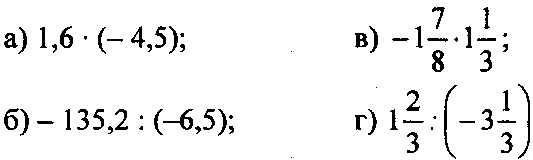 а) 1,6 · (– 4,5);
в) –1 7/8 · 1 1/3;
б) – 135,2 : (–6,5);
г) 1 2/3 : (–3 1/3)